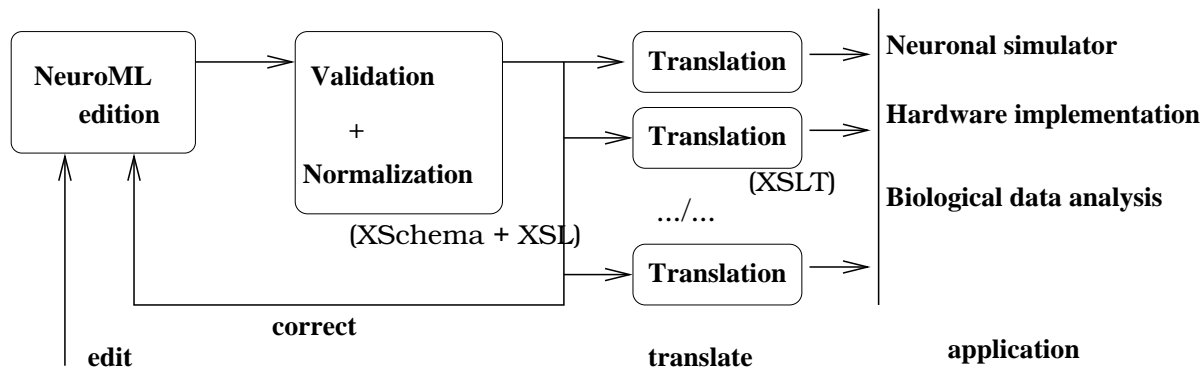 NeuroML
edition
Validation
+
Normalization
(XSchema + XSL)
Translation
Translation
(XSLT)
.../...
Translation
Neuronal simulator
Hardware implementation
Biological data analysis
correct
edit
translate
application